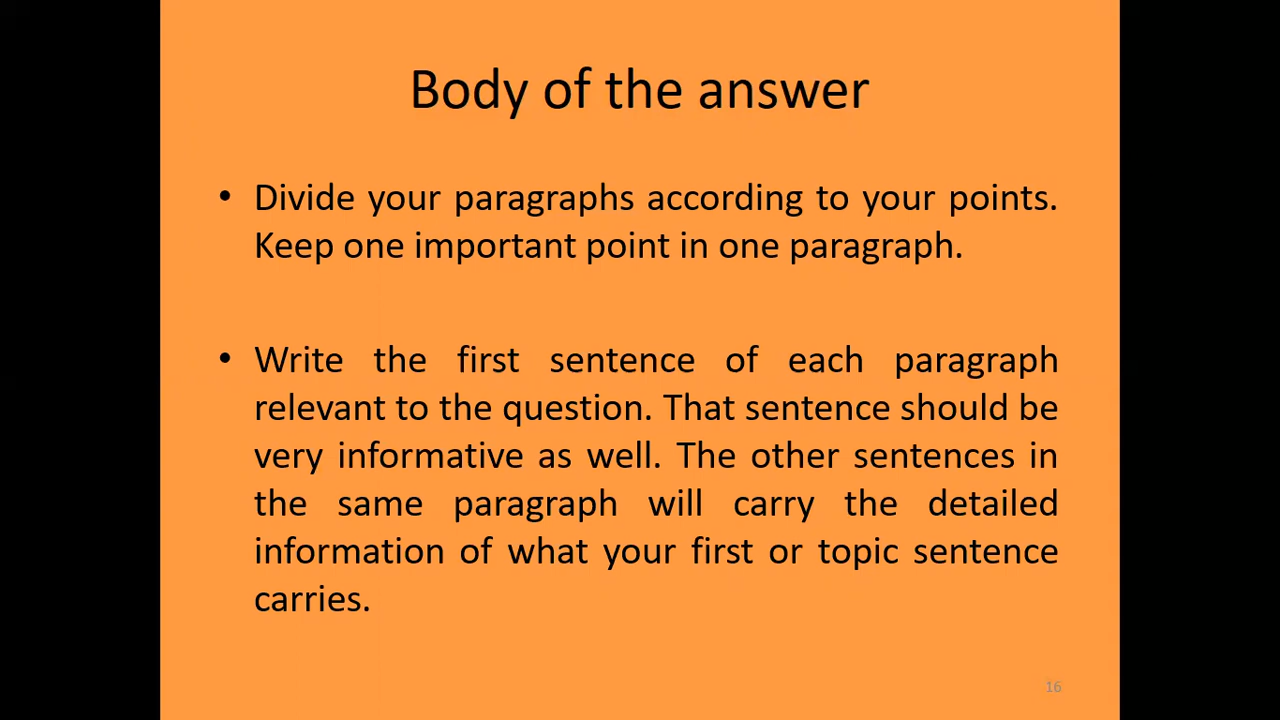 Body of the answer
• Divide your paragraphs according to your points.
Keep one important point in one paragraph.
• Write the first sentence of each paragraph
relevant to the question. That sentence should be
very informative as well. The other sentences in
the same paragraph will carry the detailed
information of what your first or topic sentence
carries.
16